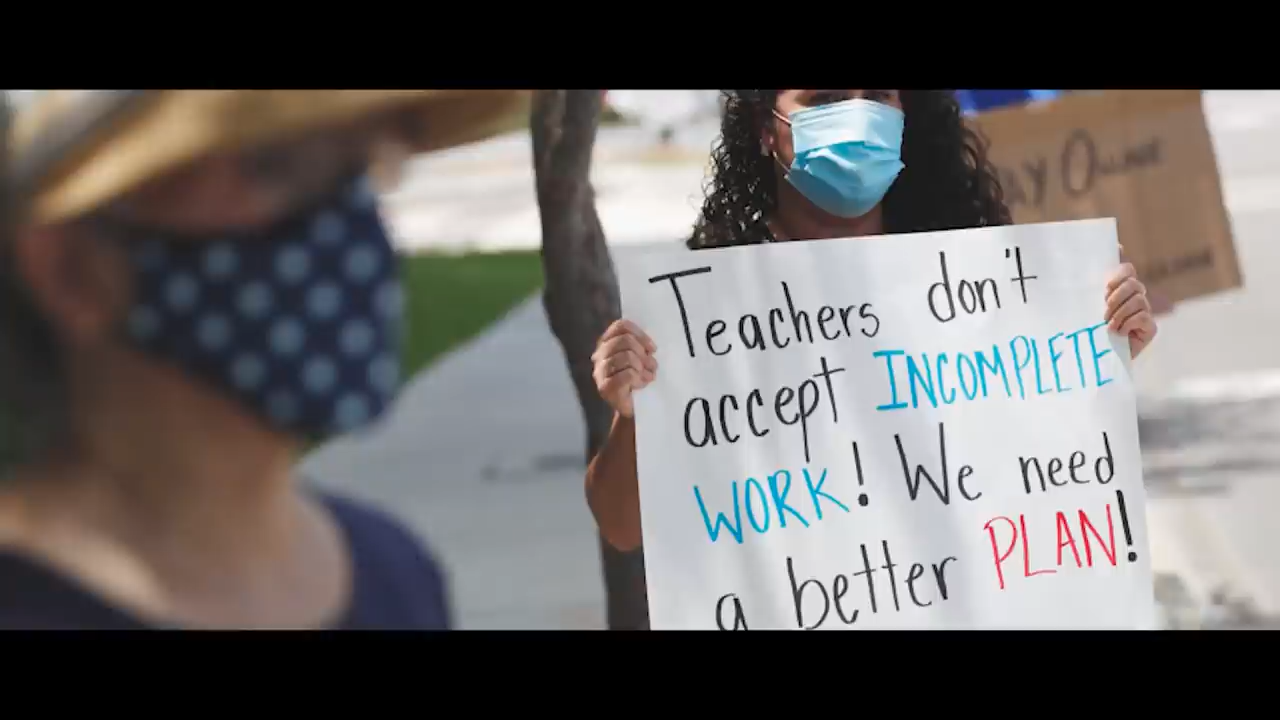 Teachers don't
accept INCOMPLETE
WORK! We need
a better PLAN!